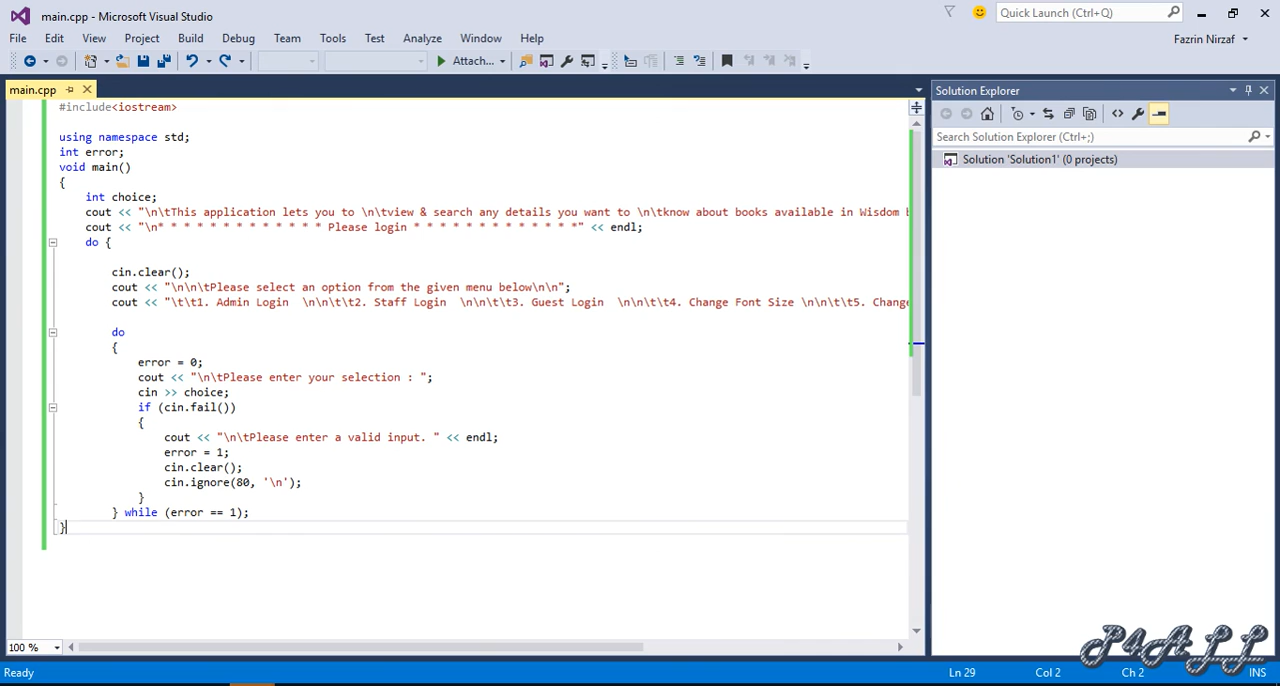 main.cpp - Microsoft Visual Studio
Quick Launch (Ctrl+Q)
File Edit View Project Build Debug Team Tools Test Analyze Window Help
Fazrin Nirzaf
Attach...
main.cpp
Solution Explorer
#include<iostream>
Search Solution Explorer (Ctrl+;)
using namespace std;
int error;
Solution 'Solution1' (0 projects)
void main()
{
int choice;
cout << "\n\tThis application lets you to \n\tview & search any details you want to \n\tknow about books available in Wisdom b
cout << "\n* * * * * * * * * * * * * Please login * * * * * * * * * * * * *" << endl;
do {
cin.clear();
cout << "\n\n\tPlease select an option from the given menu below\n\n";
cout << "\t\t1. Admin Login  \n\n\t\t2. Staff Login  \n\n\t\t3. Guest Login  \n\n\t\t4. Change Font Size \n\n\t\t5. Change
do
{
error = 0;
cout << "\n\tPlease enter your selection : ";
cin >> choice;
if (cin.fail())
{
cout << "\n\tPlease enter a valid input. " << endl;
error = 1;
cin.clear();
cin.ignore(80, '\n');
}
} while (error == 1);
}
100 %
P4ALL
Ready
Ln 29 Col 2 Ch 2 INS